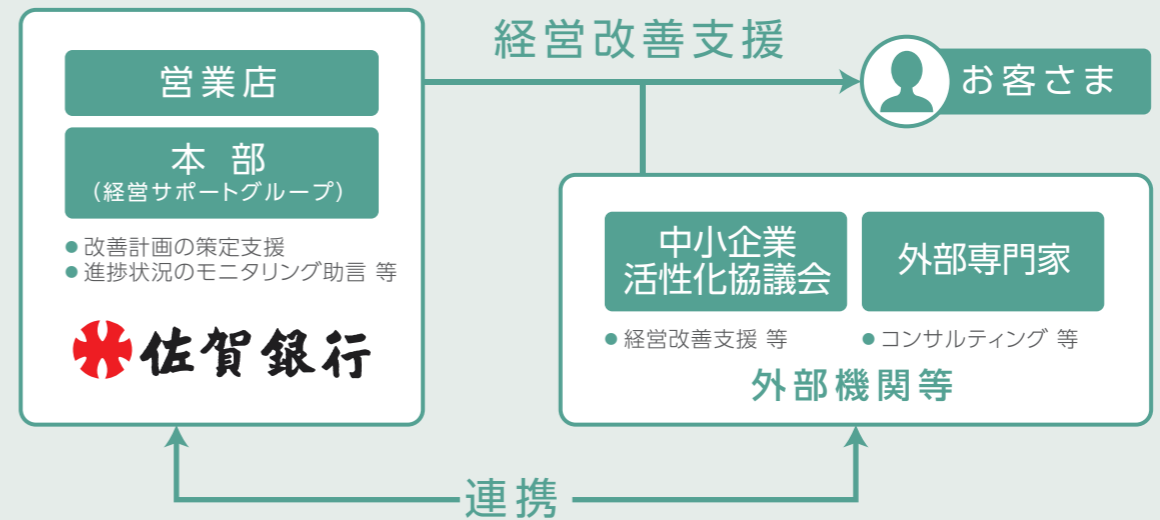 経営改善支援
営業店
本部
（経営サポートグループ）
● 改善計画の策定支援
● 進捗状況のモニタリング助言 等
佐賀銀行
お客さま
中小企業
活性化協議会
● 経営改善支援 等
外部専門家
● コンサルティング 等
外部機関等
連携